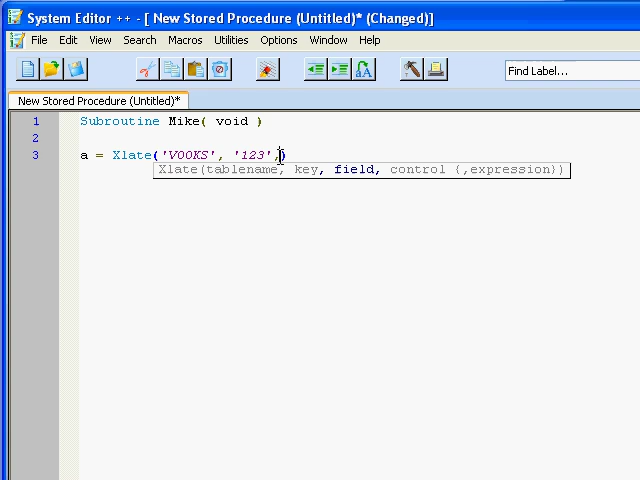 System Editor ++ - [ New Stored Procedure (Untitled)* (Changed)]
File Edit View Search Macros Utilities Options Window Help
Find Label...
New Stored Procedure (Untitled)*
1 Subroutine Mike( void )
2
3 a = Xlate('VOOKS', '123',)
Xlate(tablename, key, field, control {,expression})